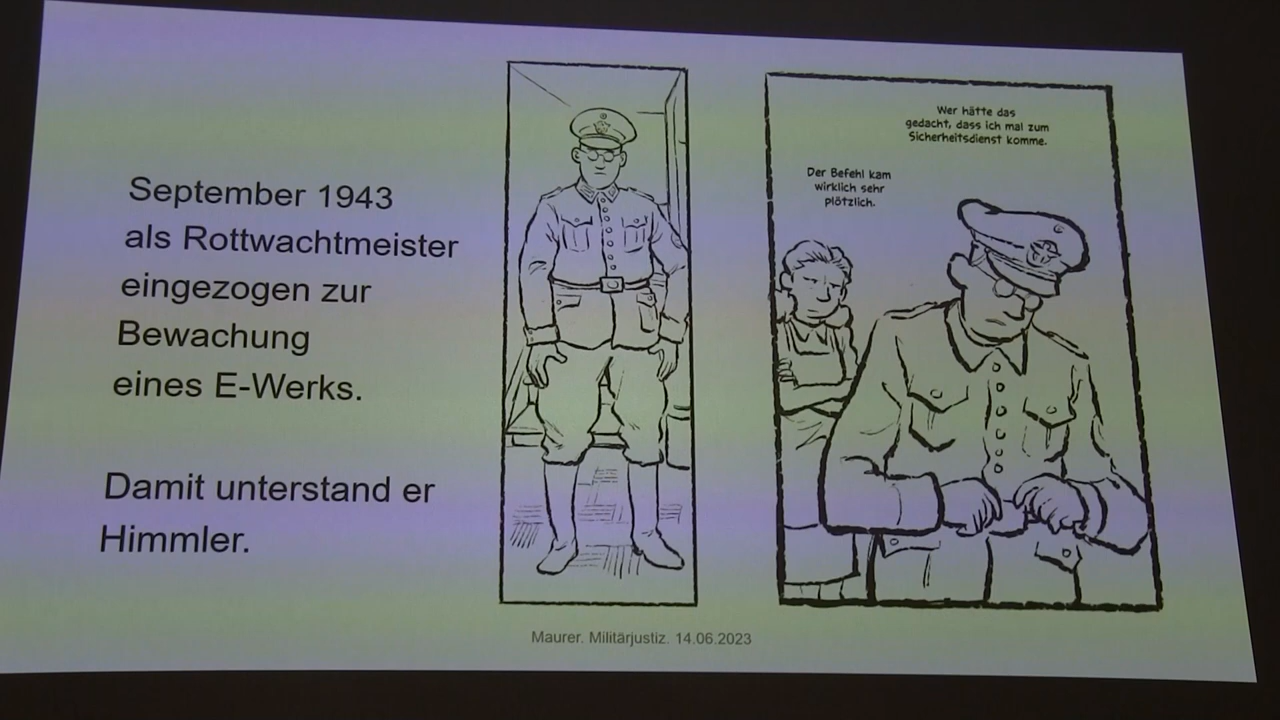 September 1943
als Rottwachtmeister
eingezogen zur
Bewachung
eines E-Werks.
Damit unterstand er
Himmler.
Wer hätte das
gedacht, dass ich mal zum
Sicherheitsdienst komme.
Der Befehl kam
wirklich sehr
plötzlich.
Maurer. Militärjustiz. 14.06.2023